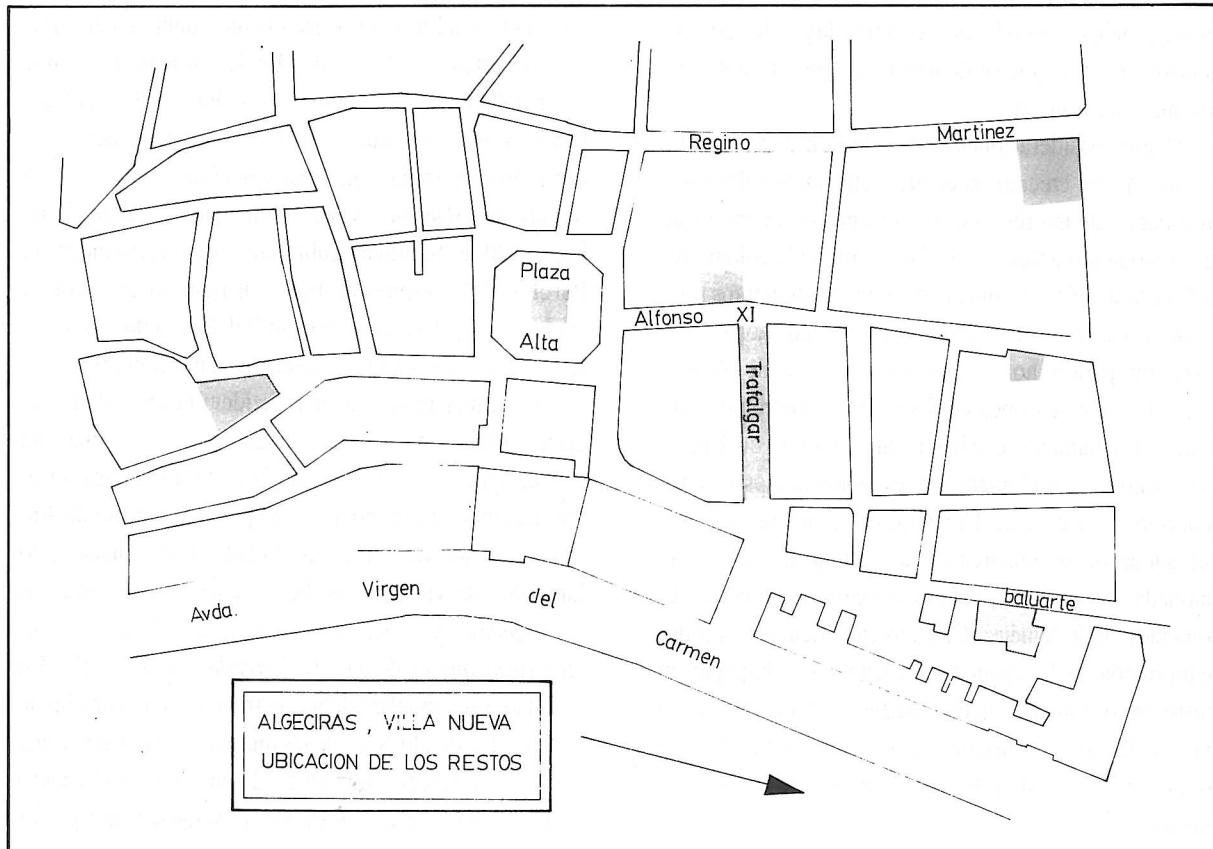 Regino Martinez
Plaza
Alta
Alfonso XI
Trafalgar
baluarte
Avda. Virgen del Carmen
ALGECIRAS , VILLA NUEVA
UBICACION DE LOS RESTOS